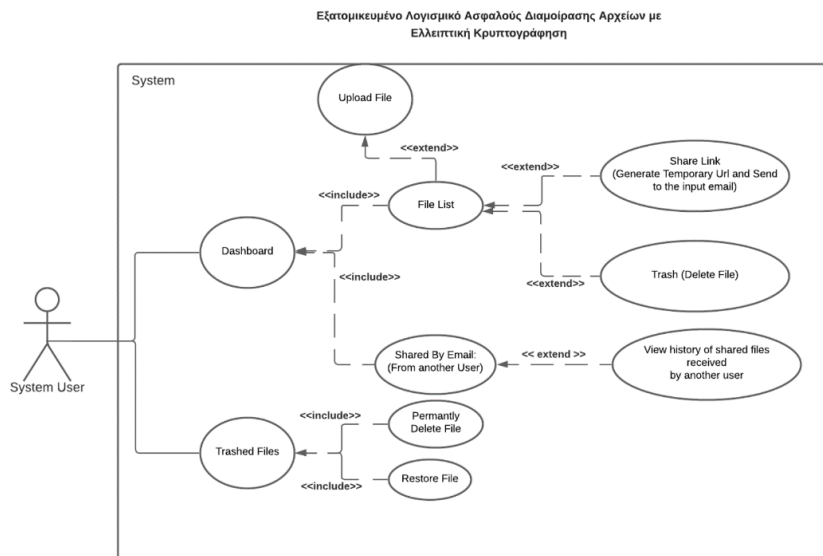 Εξατομικευμένο Λογισμικό Ασφαλούς Διαμοίρασης Αρχείων με
Ελλειπτική Κρυπτογράφηση
System
Upload File
<<extend>>
<<extend>>
Share Link
(Generate Temporary Url and Send
to the input email)
<<include>>
File List
Dashboard
<<include>>
<<extend>>
Trash (Delete File)
System User
Shared By Email:
(From another User)
<< extend >>
View history of shared files
received
by another user
<<include>>
Permantly
Delete File
Trashed Files
<<include>>
Restore File